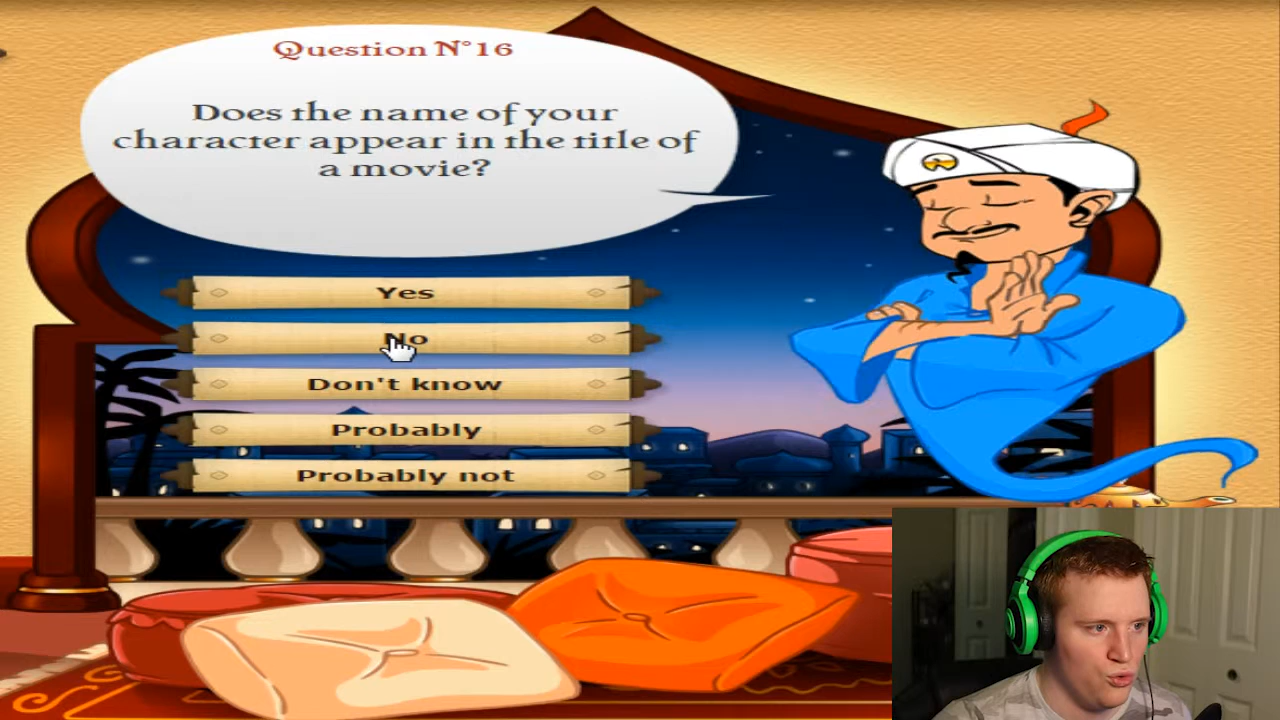 Question N°16
Does the name of your
character appear in the title of
a movie?
Yes
No
Don't know
Probably
Probably not